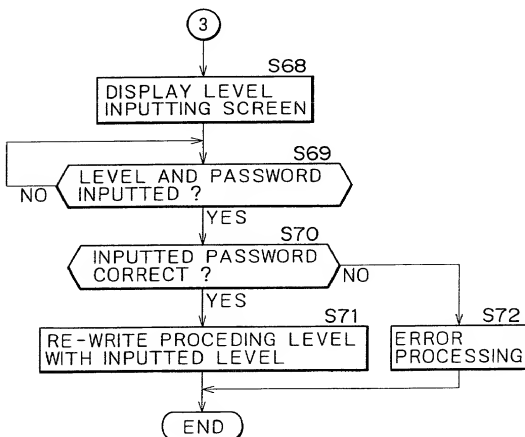 3
S68
DISPLAY LEVEL
INPUTTING SCREEN
S69
LEVEL AND PASSWORD
INPUTTED ?
NO
YES
S70
INPUTTED PASSWORD
CORRECT ?
NO
YES
S71
RE-WRITE PROCEDING LEVEL
WITH INPUTTED LEVEL
S72
ERROR
PROCESSING
END